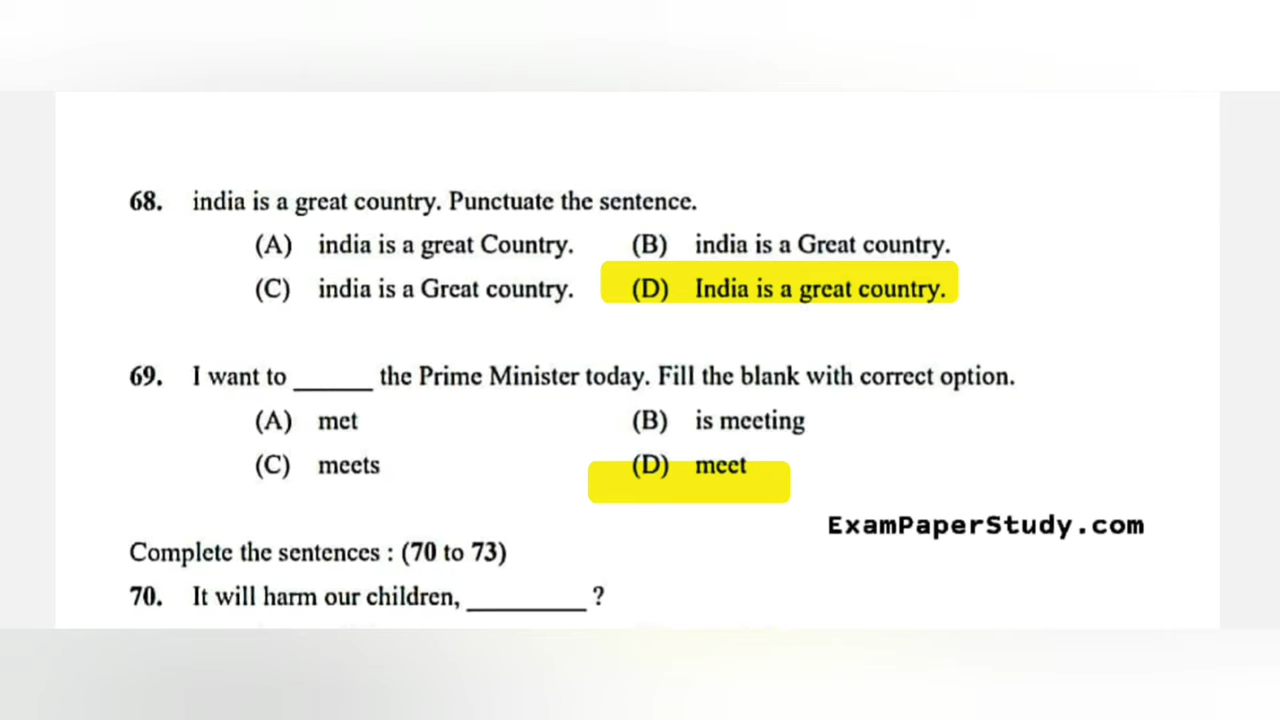 68. india is a great country. Punctuate the sentence.
(A) india is a great Country. (B) india is a Great country.
(C) india is a Great country. (D) India is a great country.
69. I want to ______ the Prime Minister today. Fill the blank with correct option.
(A) met (B) is meeting
(C) meets (D) meet
ExamPaperStudy.com
Complete the sentences : (70 to 73)
70. It will harm our children, _________ ?